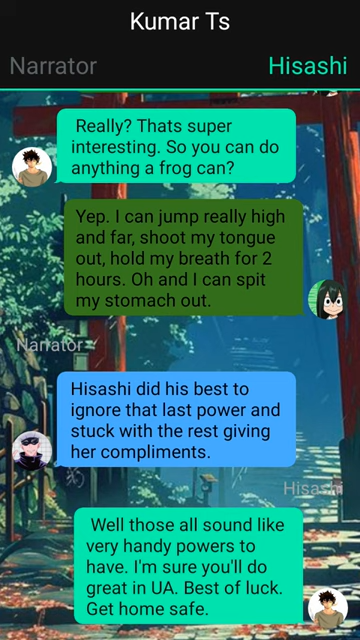 Kumar Ts
Narrator
Hisashi
Really? Thats super
interesting. So you can do
anything a frog can?
Yep. I can jump really high
and far, shoot my tongue
out, hold my breath for 2
hours. Oh and I can spit
my stomach out.
Narrator
Hisashi did his best to
ignore that last power and
stuck with the rest giving
her compliments.
Hisashi
Well those all sound like
very handy powers to
have. I'm sure you'll do
great in UA. Best of luck.
Get home safe.